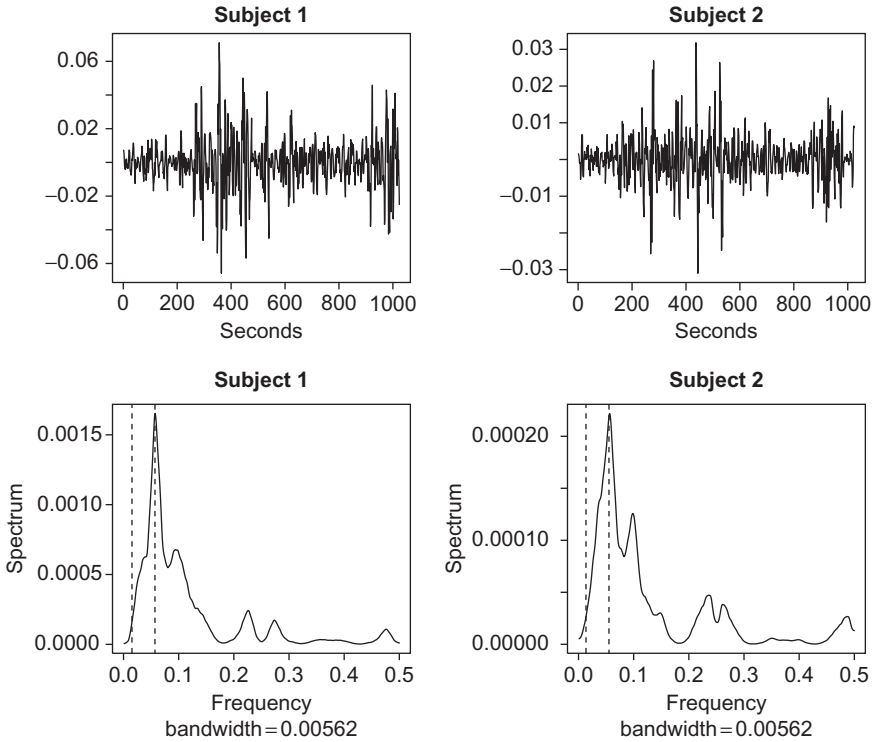 Subject 1
0.06
0.02
−0.02
−0.06
0 200 400 600 800 1000
Seconds
Subject 2
0.03
0.03
0.01
−0.01
−0.03
0 200 400 600 800 1000
Seconds
Subject 1
Spectrum
0.0015
0.0010
0.0005
0.0000
0.0 0.1 0.2 0.3 0.4 0.5
Frequency
bandwidth=0.00562
Subject 2
Spectrum
0.00020
0.00010
0.00000
0.0 0.1 0.2 0.3 0.4 0.5
Frequency
bandwidth=0.00562